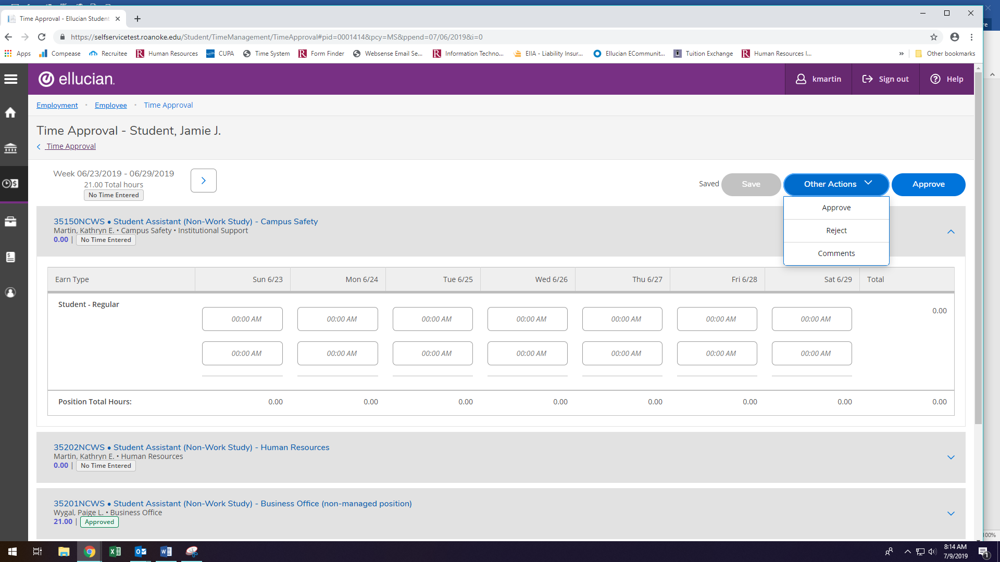 Time Approval - Ellucian Student
https://selfservicetest.roanoke.edu/Student/TimeManagement/TimeApproval#pid=0001414&pcy=MS&ppend=07/06/2019&i=0
Apps Compease Recruitee Human Resources CUPA Time System Form Finder Websense Email Se... Information Techno... EIIA - Liability Insur... Ellucian ECommunit... Tuition Exchange Human Resources I... » Other bookmarks
ellucian.
kmartin Sign out Help
Employment • Employee • Time Approval
Time Approval - Student, Jamie J.
Time Approval
Week 06/23/2019 - 06/29/2019
21.00 Total hours
No Time Entered
Saved Save Other Actions Approve
Approve
Reject
Comments
35150NCWS • Student Assistant (Non-Work Study) - Campus Safety
Martin, Kathryn E. • Campus Safety • Institutional Support
0.00 | No Time Entered
Earn Type Sun 6/23 Mon 6/24 Tue 6/25 Wed 6/26 Thu 6/27 Fri 6/28 Sat 6/29 Total
Student - Regular
00:00 AM 00:00 AM 00:00 AM 00:00 AM 00:00 AM 00:00 AM 00:00 AM 0.00
00:00 AM 00:00 AM 00:00 AM 00:00 AM 00:00 AM 00:00 AM 00:00 AM
Position Total Hours: 0.00 0.00 0.00 0.00 0.00 0.00 0.00 0.00
35202NCWS • Student Assistant (Non-Work Study) - Human Resources
Martin, Kathryn E. • Human Resources
0.00 | No Time Entered
35201NCWS • Student Assistant (Non-Work Study) - Business Office (non-managed position)
Wygal, Paige L. • Business Office
21.00 | Approved
100%
8:14 AM
7/9/2019
1